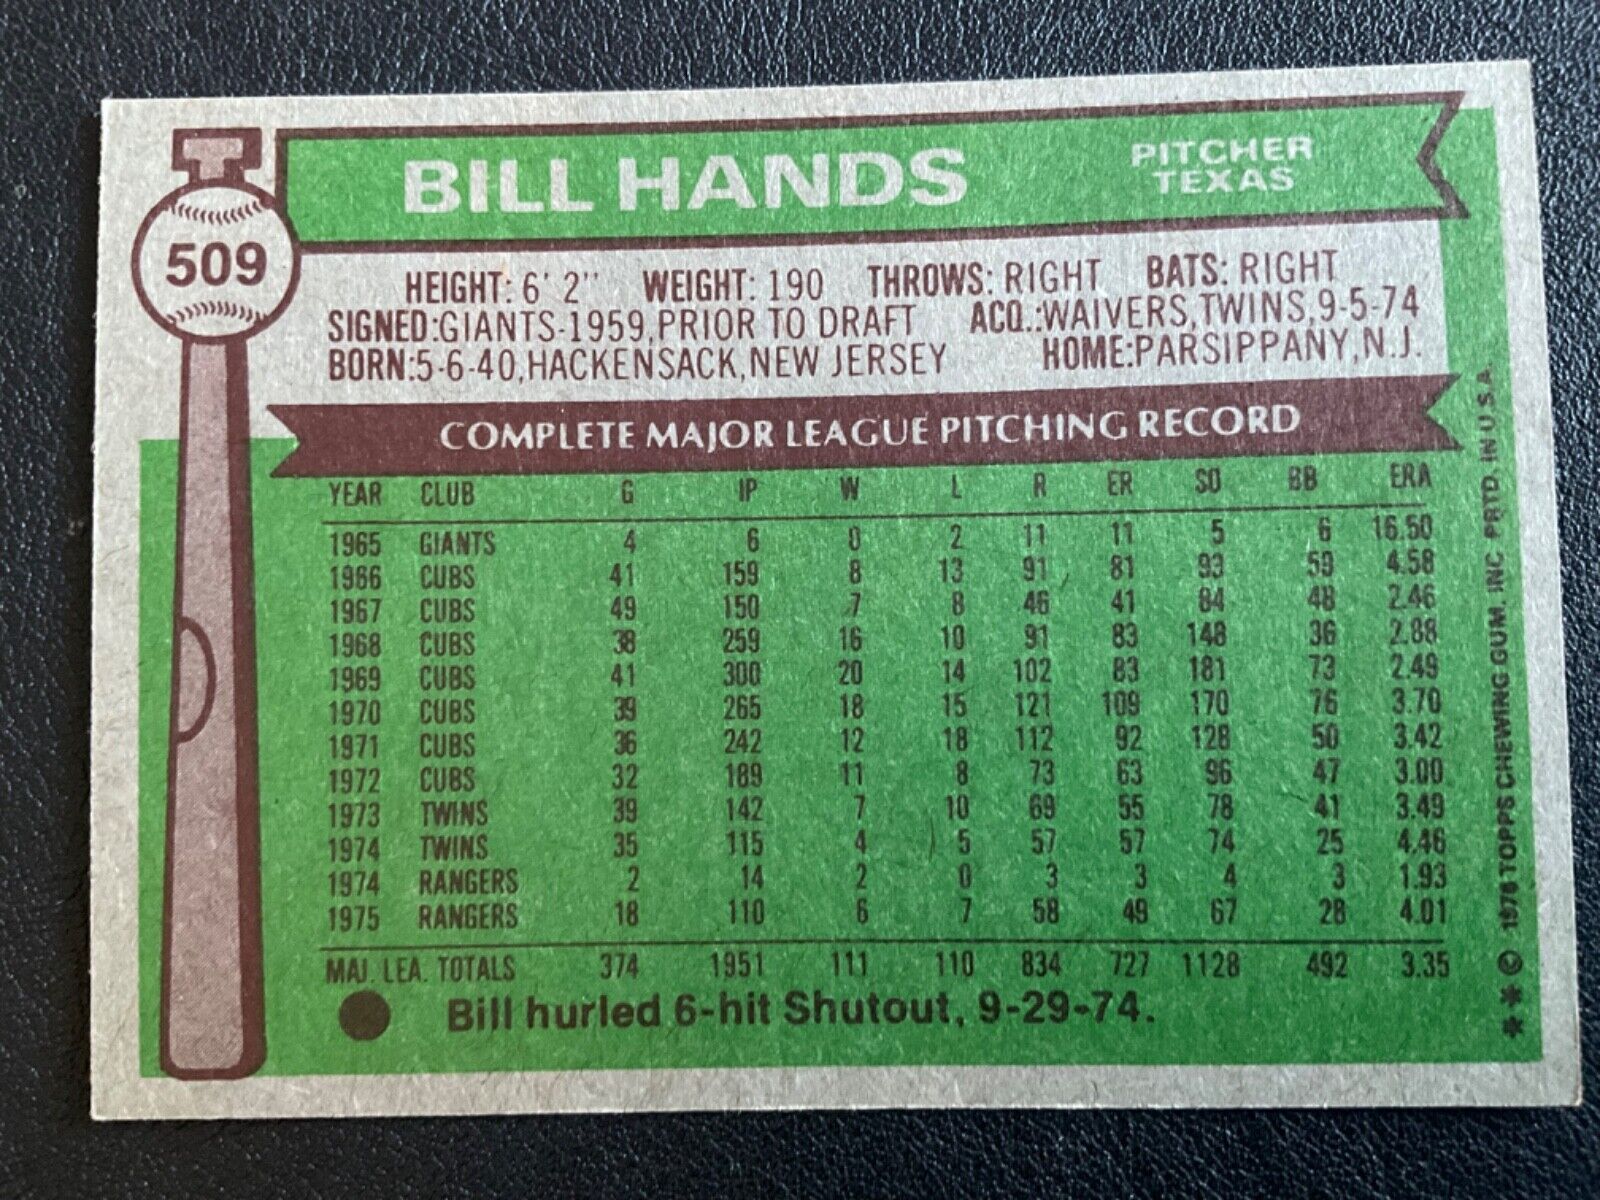 T
509
BILL HANDS
PITCHER
TEXAS
HEIGHT: 6' 2" WEIGHT: 190 THROWS: RIGHT BATS: RIGHT
SIGNED:GIANTS-1959,PRIOR TO DRAFT ACQ.:WAIVERS,TWINS,9-5-74
BORN:5-6-40,HACKENSACK,NEW JERSEY HOME:PARSIPPANY,N.J.
COMPLETE MAJOR LEAGUE PITCHING RECORD
YEAR CLUB G IP W L R ER SO BB ERA
1965 GIANTS 4 6 0 2 11 11 5 6 16.50
1966 CUBS 41 159 8 13 91 81 93 59 4.58
1967 CUBS 49 150 7 8 46 41 84 48 2.46
1968 CUBS 38 259 16 10 91 83 148 36 2.88
1969 CUBS 41 300 20 14 102 83 181 73 2.49
1970 CUBS 39 265 18 15 121 109 170 76 3.70
1971 CUBS 36 242 12 18 112 92 128 50 3.42
1972 CUBS 32 189 11 8 73 63 96 47 3.00
1973 TWINS 39 142 7 10 69 55 78 41 3.49
1974 TWINS 35 115 4 5 57 57 74 25 4.46
1974 RANGERS 2 14 2 0 3 3 4 3 1.93
1975 RANGERS 18 110 6 7 58 49 67 28 4.01
MAJ. LEA. TOTALS 374 1951 111 110 834 727 1128 492 3.35
Bill hurled 6-hit Shutout, 9-29-74.
** © 1976 TOPPS CHEWING GUM, INC. PRTD. IN U.S.A.